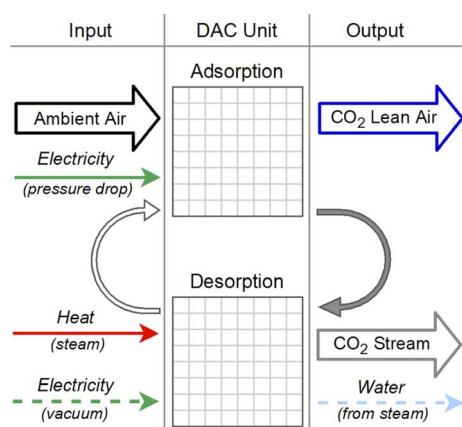 Input
DAC Unit
Output
Adsorption
Ambient Air
CO2 Lean Air
Electricity
(pressure drop)
Desorption
Heat
(steam)
CO2 Stream
Electricity
(vacuum)
Water
(from steam)